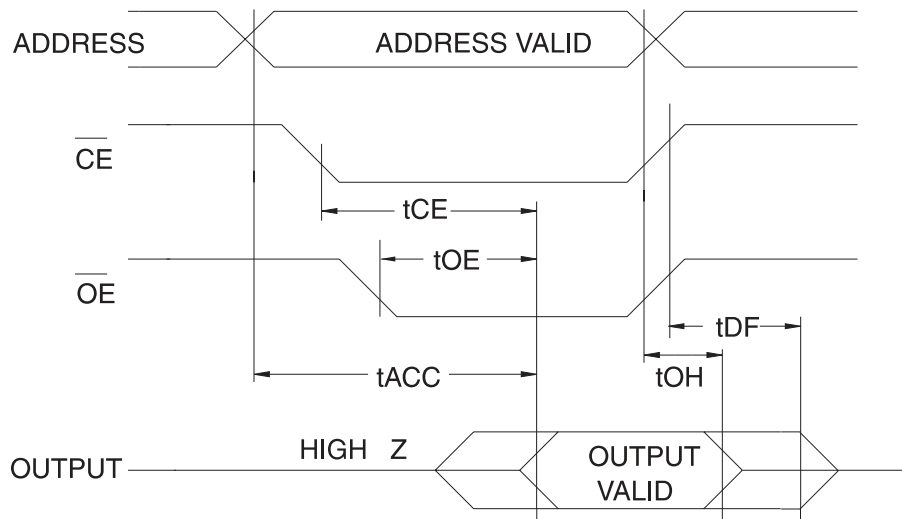 ADDRESS
ADDRESS VALID
CE
tCE
tOE
OE
tDF
tACC
tOH
HIGH Z
OUTPUT
OUTPUT
VALID